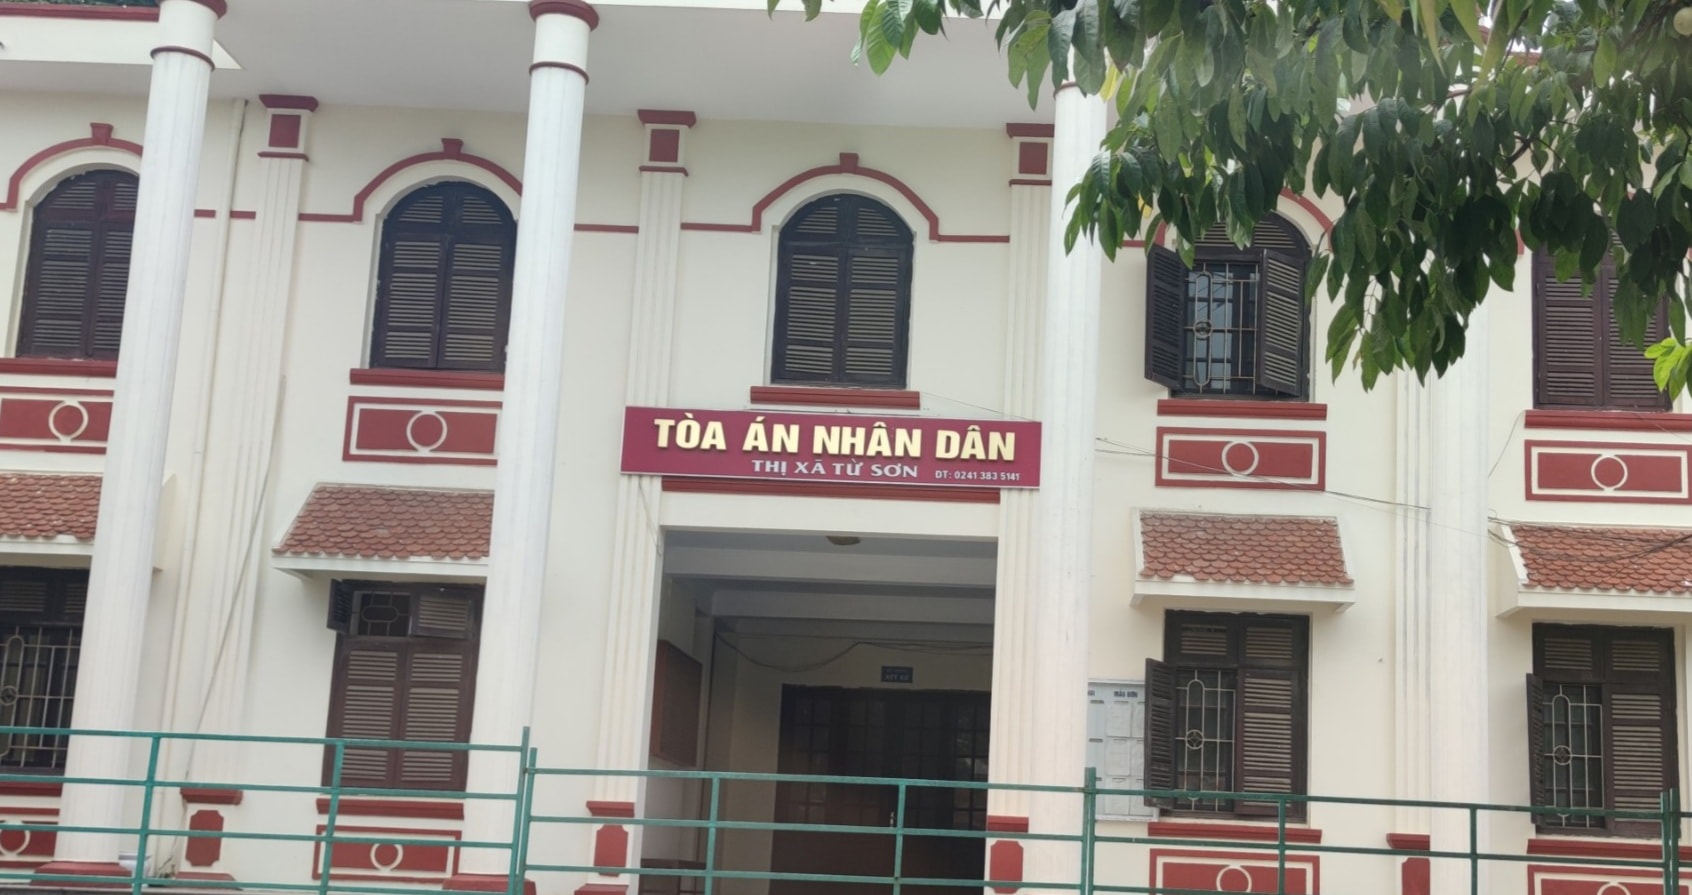 TÒA ÁN NHÂN DÂN
THỊ XÃ TỪ SƠN ĐT: 0241 383 5141